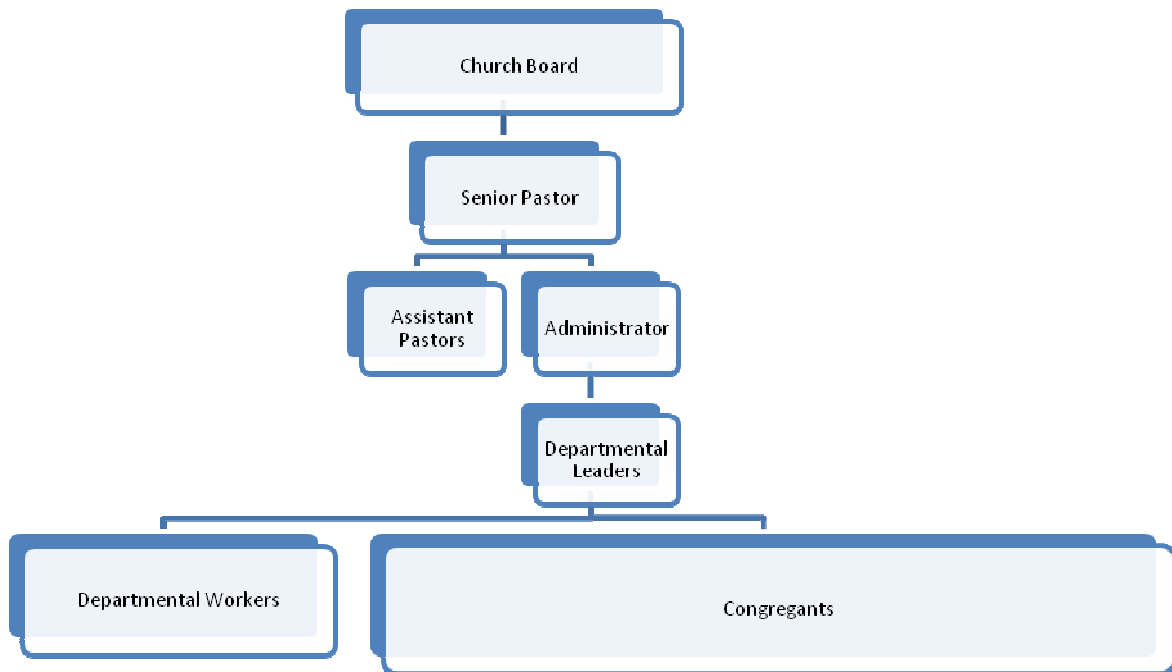 Church Board
Senior Pastor
Assistant
Pastors
Administrator
Departmental
Leaders
Departmental Workers
Congregants